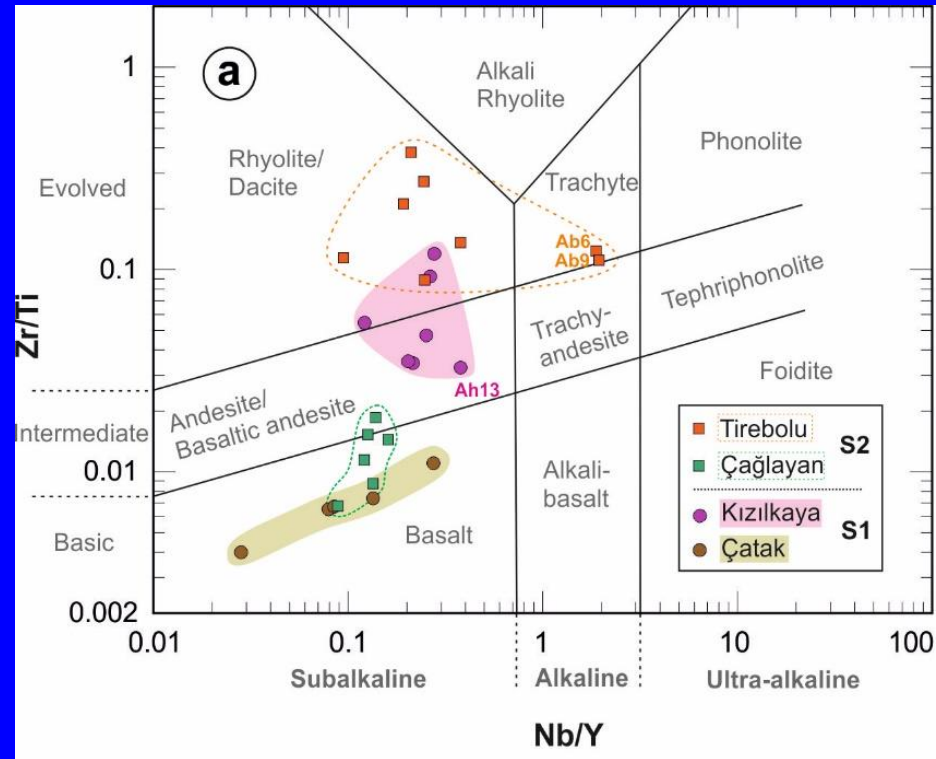 a
1
0.1
0.01
0.002
Zr/Ti
Evolved
Intermediate
Basic
Alkali
Rhyolite
Rhyolite/
Dacite
Trachyte
Phonolite
Ab6
Ab9
Tephriphonolite
Trachy-
andesite
Foidite
Ah13
Andesite/
Basaltic andesite
Alkali-
basalt
Basalt
Tirebolu
S2
Çağlayan
Kızılkaya
S1
Çatak
0.01
0.1
1
10
100
Subalkaline
Alkaline
Ultra-alkaline
Nb/Y